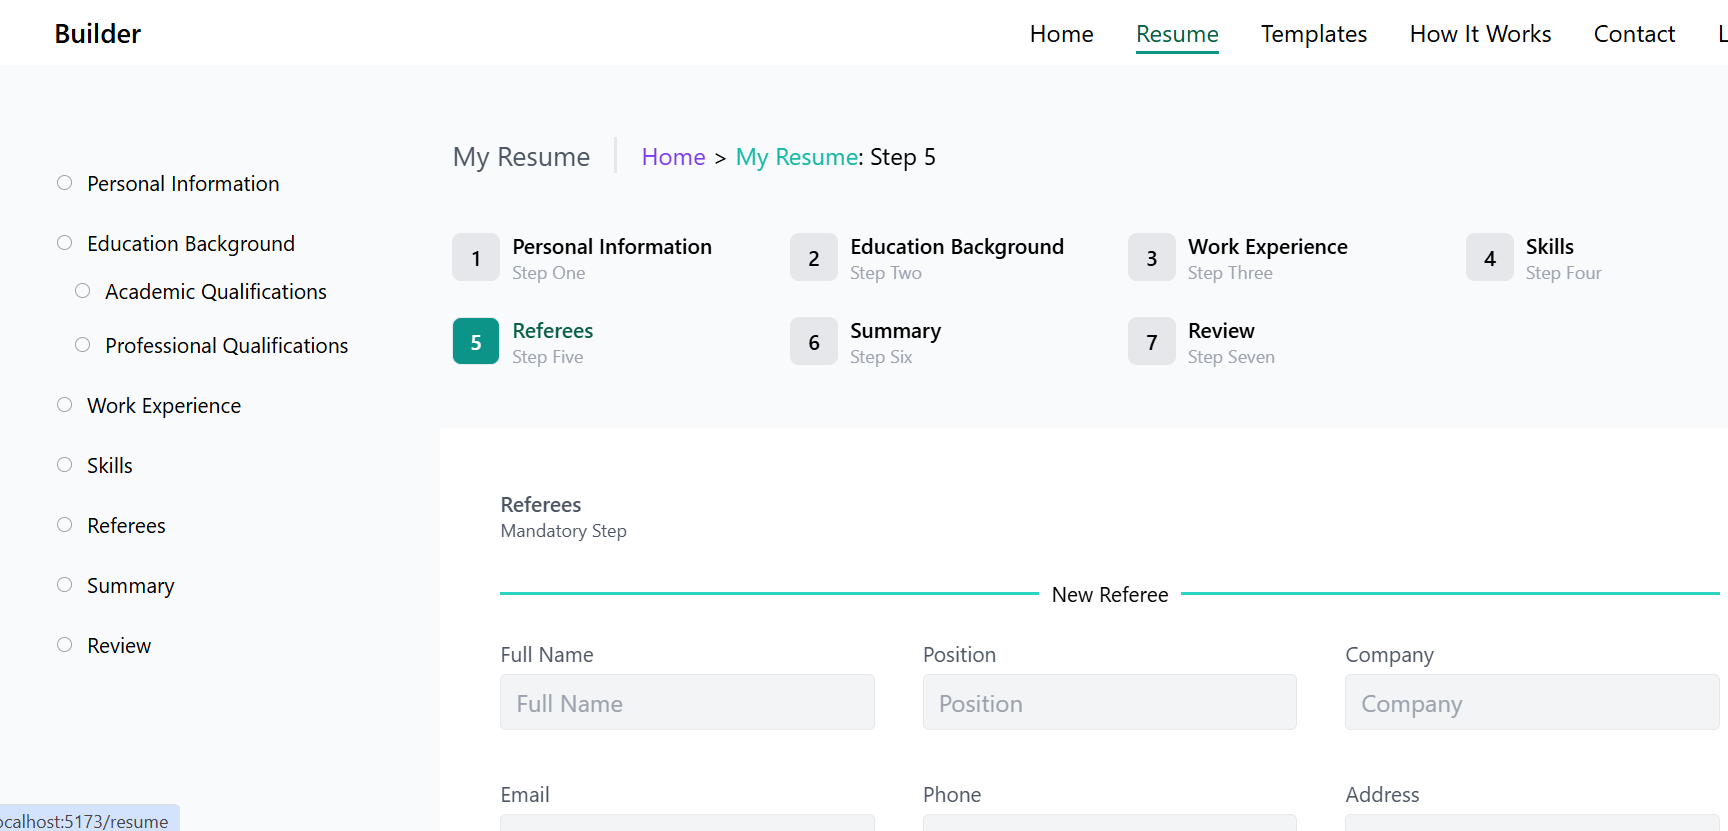 Builder
Home Resume Templates How It Works Contact
My Resume Home > My Resume: Step 5
Personal Information
Education Background
Academic Qualifications
Professional Qualifications
Work Experience
Skills
Referees
Summary
Review
1 Personal Information
Step One
2 Education Background
Step Two
3 Work Experience
Step Three
4 Skills
Step Four
5 Referees
Step Five
6 Summary
Step Six
7 Review
Step Seven
Referees
Mandatory Step
New Referee
Full Name Position Company
Full Name Position Company
Email Phone Address
ocalhost:5173/resume